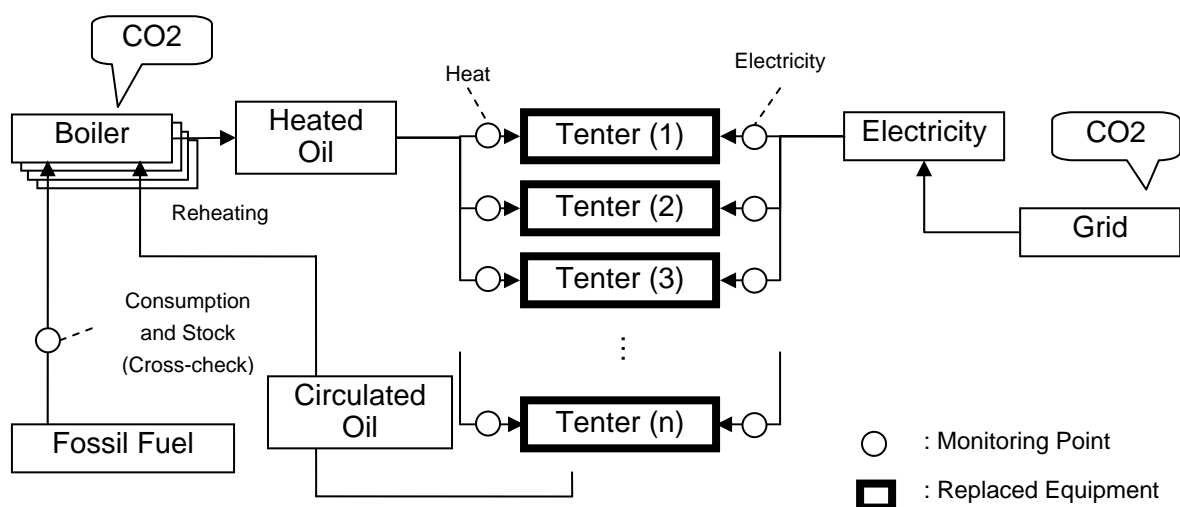 CO2
Heat
Electricity
Boiler
Heated
Oil
Tenter (1)
Electricity
CO2
Reheating
Tenter (2)
Grid
Tenter (3)
Consumption
and Stock
(Cross-check)
⋮
Circulated
Oil
Tenter (n)
Fossil Fuel
: Monitoring Point
: Replaced Equipment